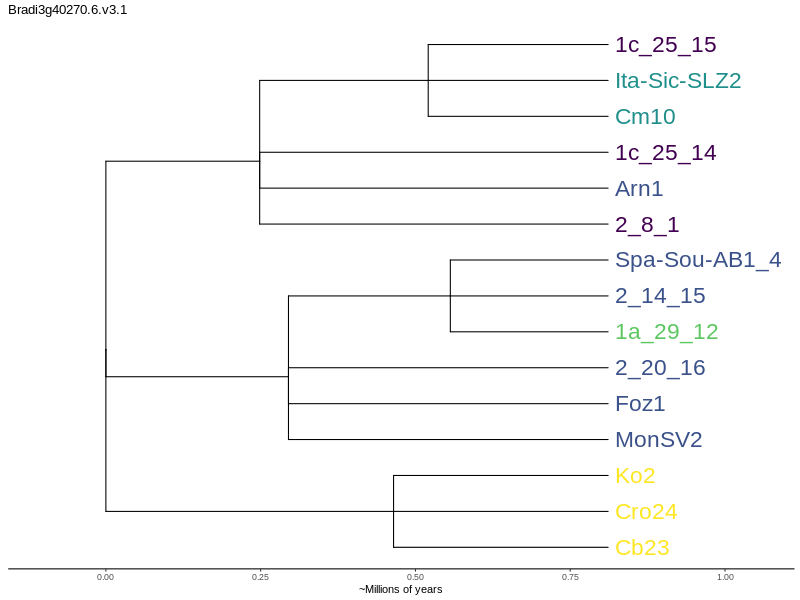 Bradi3g40270.6.v3.1
1c_25_15
Ita-Sic-SLZ2
Cm10
1c_25_14
Arn1
2_8_1
Spa-Sou-AB1_4
2_14_15
1a_29_12
2_20_16
Foz1
MonSV2
Ko2
Cro24
Cb23
0.00 0.25 0.50 0.75 1.00
~Millions of years